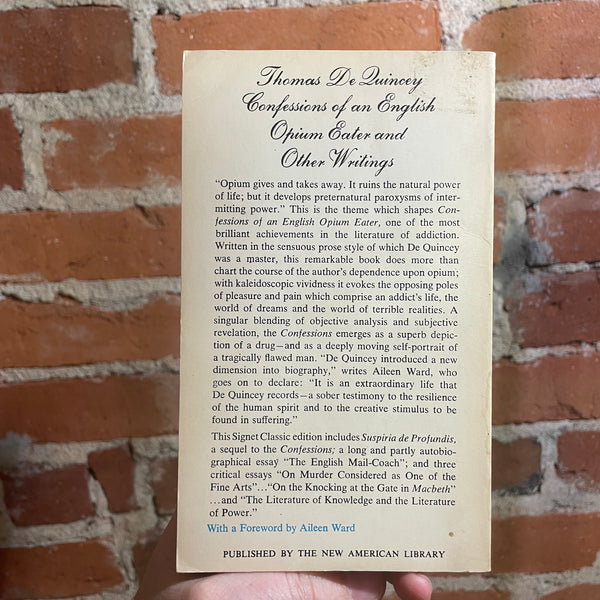 Thomas De Quincey
Confessions of an English
Opium Eater and
Other Writings
"Opium gives and takes away. It ruins the natural power
of life; but it develops preternatural paroxysms of inter-
mitting power." This is the theme which shapes Con-
fessions of an English Opium Eater, one of the most
brilliant achievements in the literature of addiction.
Written in the sensuous prose style of which De Quincey
was a master, this remarkable book does more than
chart the course of the author's dependence upon opium;
with kaleidoscopic vividness it evokes the opposing poles
of pleasure and pain which comprise an addict's life, the
world of dreams and the world of terrible realities. A
singular blending of objective analysis and subjective
revelation, the Confessions emerges as a superb depic-
tion of a drug—and as a deeply moving self-portrait of
a tragically flawed man. "De Quincey introduced a new
dimension into biography," writes Aileen Ward, who
goes on to declare: "It is an extraordinary life that
De Quincey records—a sober testimony to the resilience
of the human spirit and to the creative stimulus to be
found in suffering."
This Signet Classic edition includes Suspiria de Profundis,
a sequel to the Confessions; a long and partly autobio-
graphical essay "The English Mail-Coach"; and three
critical essays "On Murder Considered as One of the
Fine Arts"..."On the Knocking at the Gate in Macbeth"
...and "The Literature of Knowledge and the Literature
of Power."
With a Foreword by Aileen Ward
PUBLISHED BY THE NEW AMERICAN LIBRARY